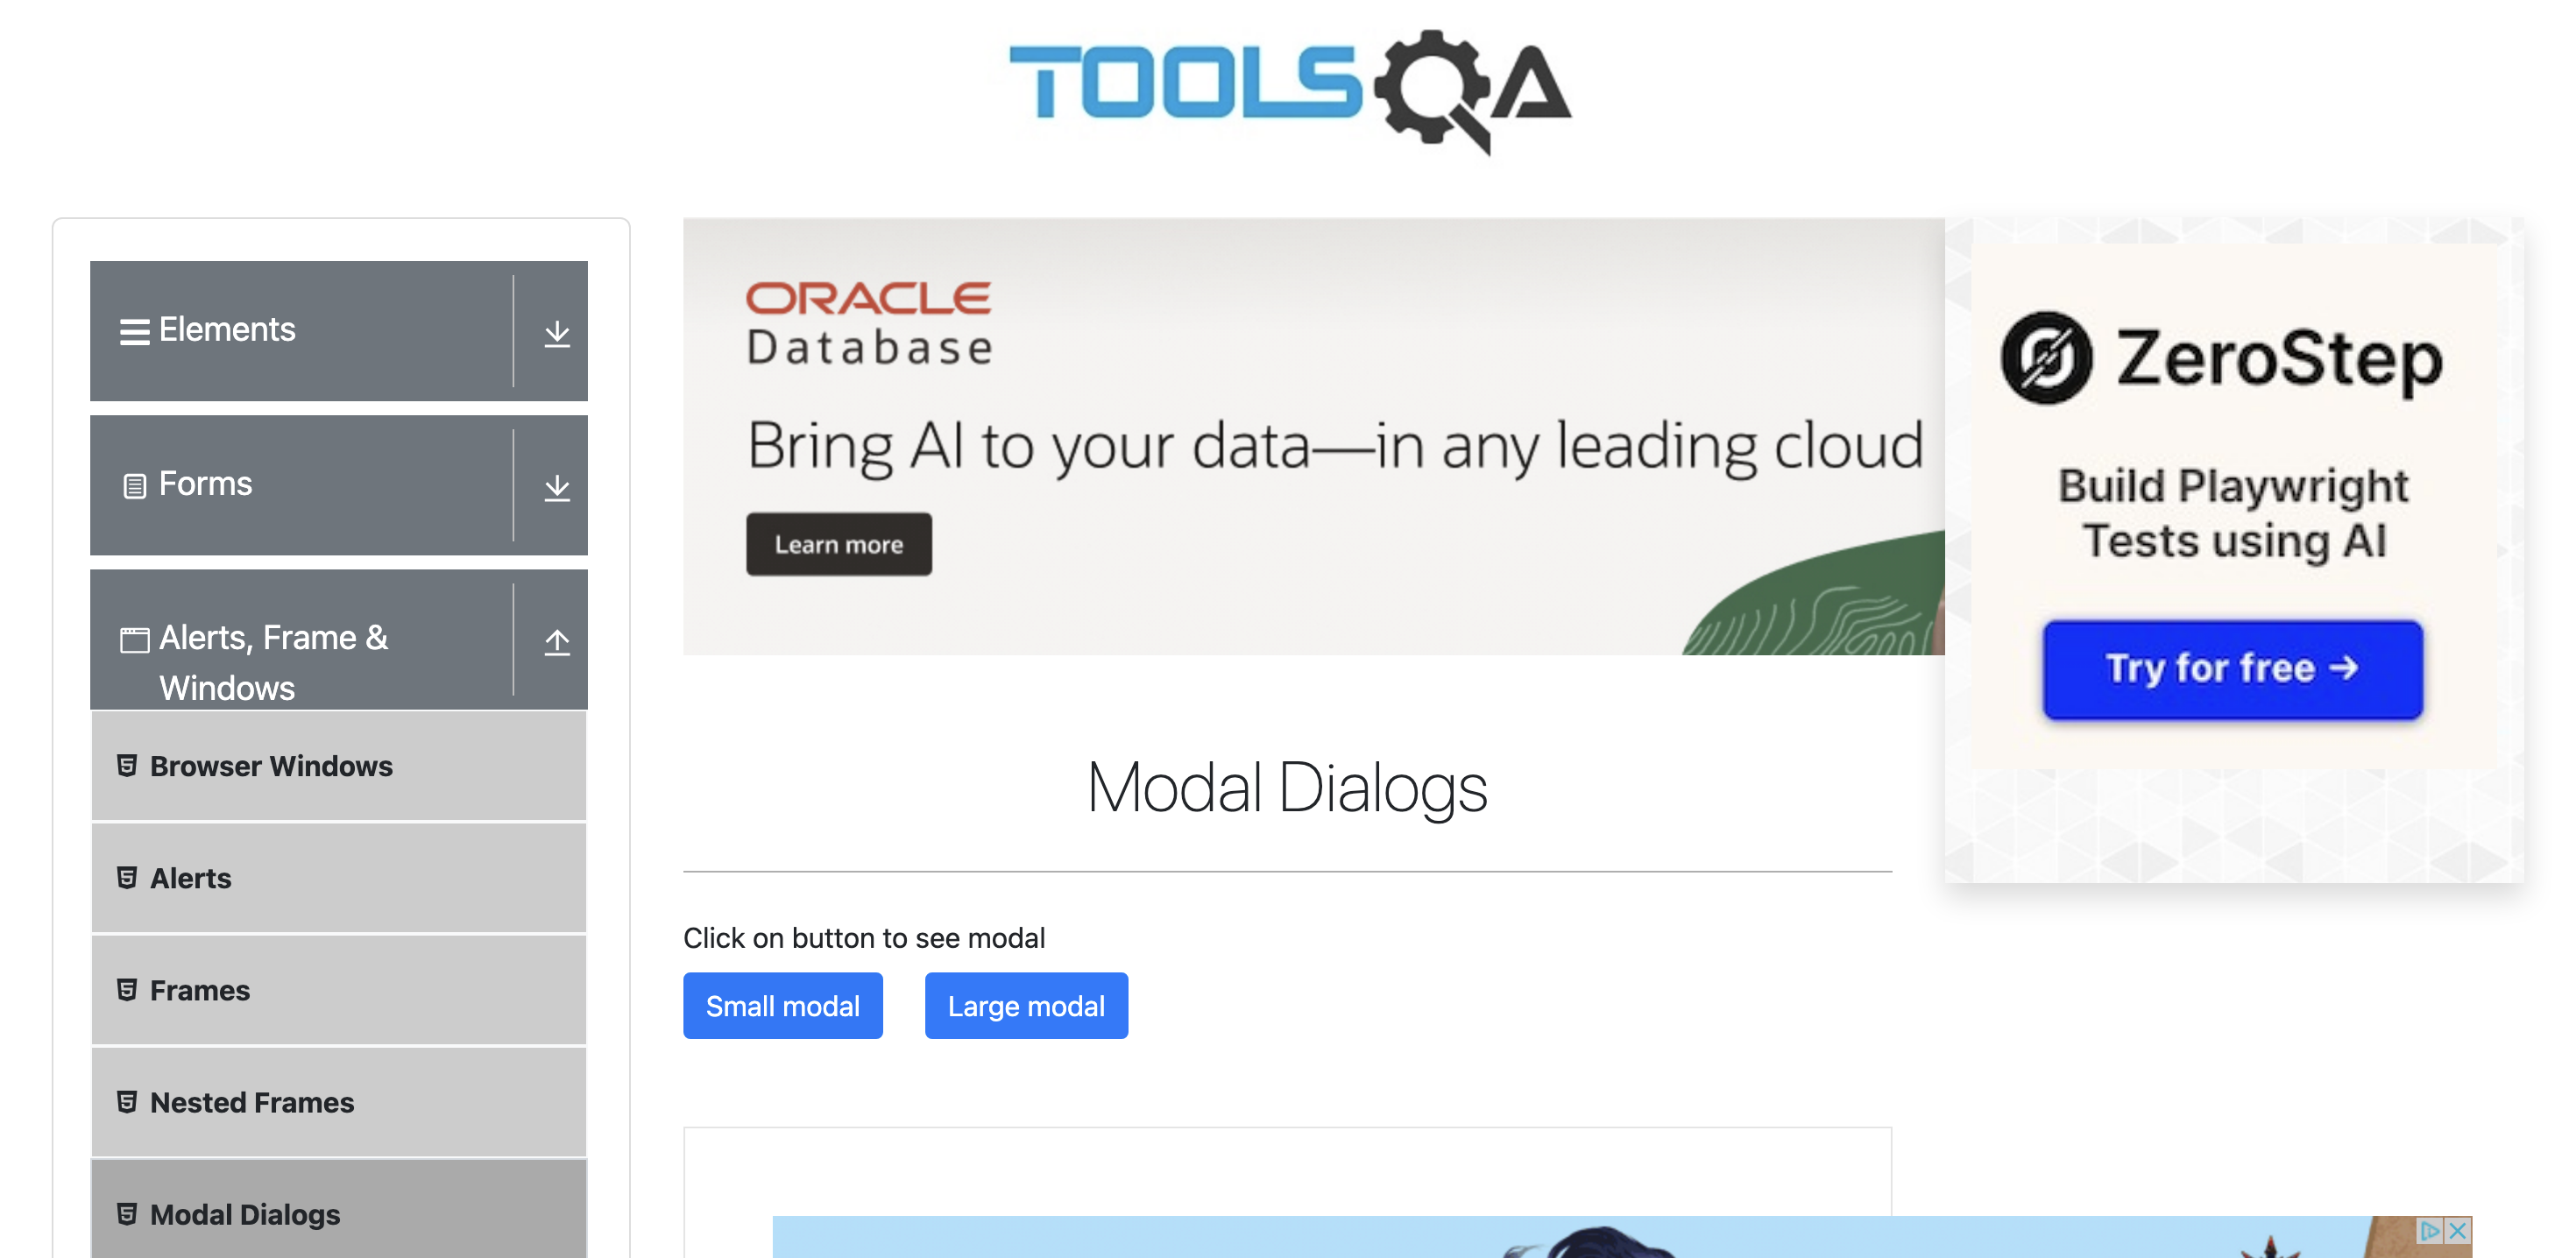 TOOLSQA
Elements
Forms
Alerts, Frame &
Windows
Browser Windows
Alerts
Frames
Nested Frames
Modal Dialogs
ORACLE
Database
Bring AI to your data—in any leading cloud
Learn more
ZeroStep
Build Playwright
Tests using AI
Try for free →
Modal Dialogs
Click on button to see modal
Small modal
Large modal